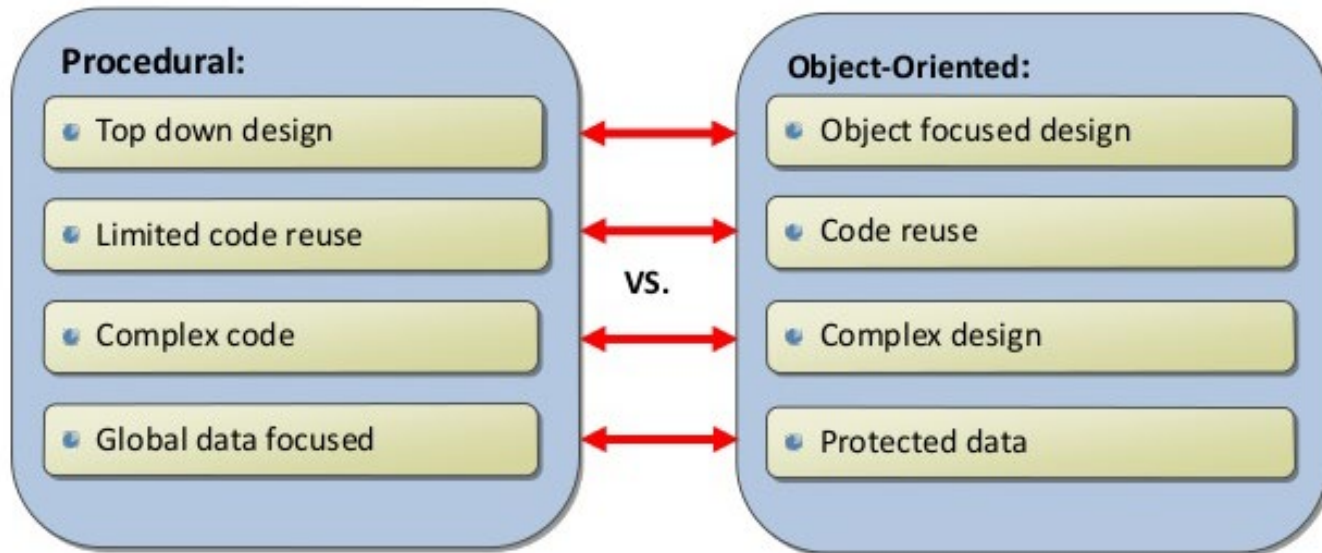 Procedural:
Top down design
Limited code reuse
Complex code
Global data focused
VS.
Object-Oriented:
Object focused design
Code reuse
Complex design
Protected data